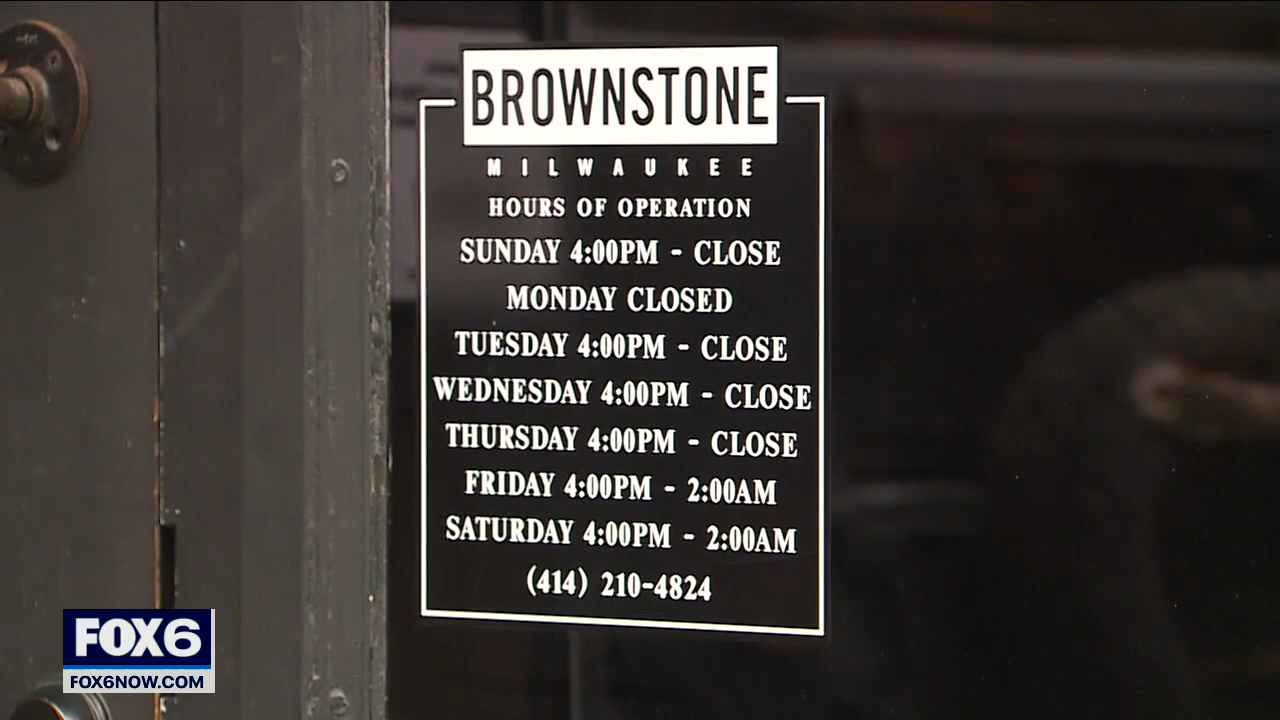 BROWNSTONE
MILWAUKEE
HOURS OF OPERATION
SUNDAY 4:00PM - CLOSE
MONDAY CLOSED
TUESDAY 4:00PM - CLOSE
WEDNESDAY 4:00PM - CLOSE
THURSDAY 4:00PM - CLOSE
FRIDAY 4:00PM - 2:00AM
SATURDAY 4:00PM - 2:00AM
(414) 210-4824
FOX6
FOX6NOW.COM